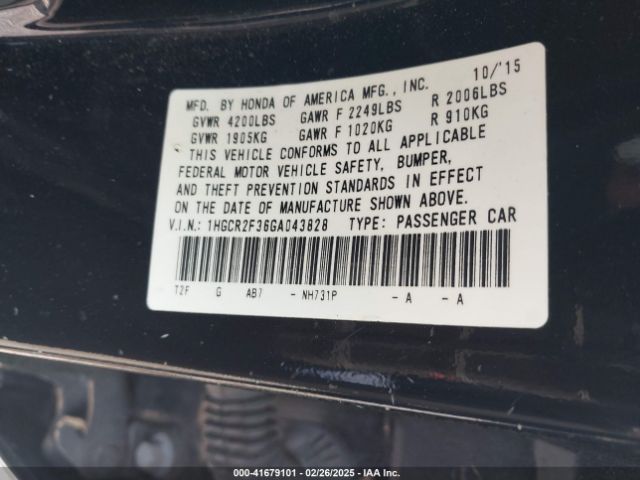 MFD. BY HONDA OF AMERICA MFG., INC. 10/'15
GVWR 4200LBS GAWR F 2249LBS R 2006LBS
GVWR 1905KG GAWR F 1020KG R 910KG
THIS VEHICLE CONFORMS TO ALL APPLICABLE
FEDERAL MOTOR VEHICLE SAFETY, BUMPER,
AND THEFT PREVENTION STANDARDS IN EFFECT
ON THE DATE OF MANUFACTURE SHOWN ABOVE.
V.I.N.: 1HGCR2F36GA043828 TYPE: PASSENGER CAR
T2F G AB7 - NH731P - A - A
00-41679101 | 02/26/2025 | IAA Inc.